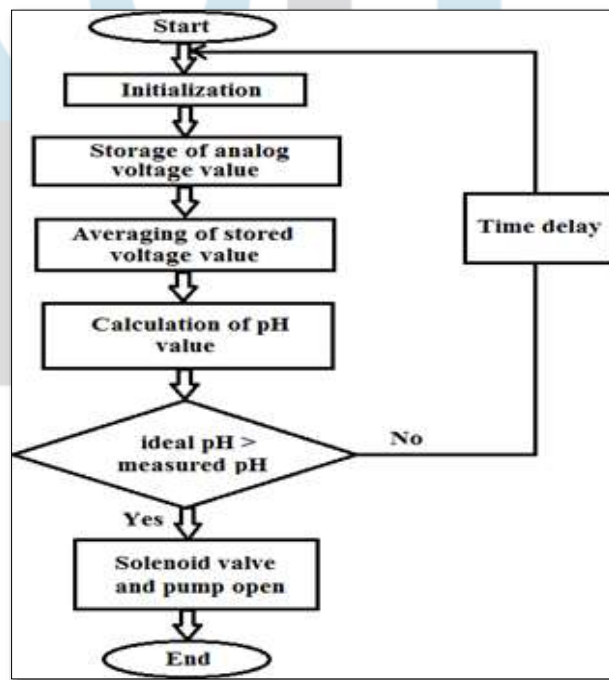 Start
Initialization
Storage of analog
voltage value
Averaging of stored
voltage value
Time delay
Calculation of pH
value
ideal pH >
measured pH
No
Yes
Solenoid valve
and pump open
End